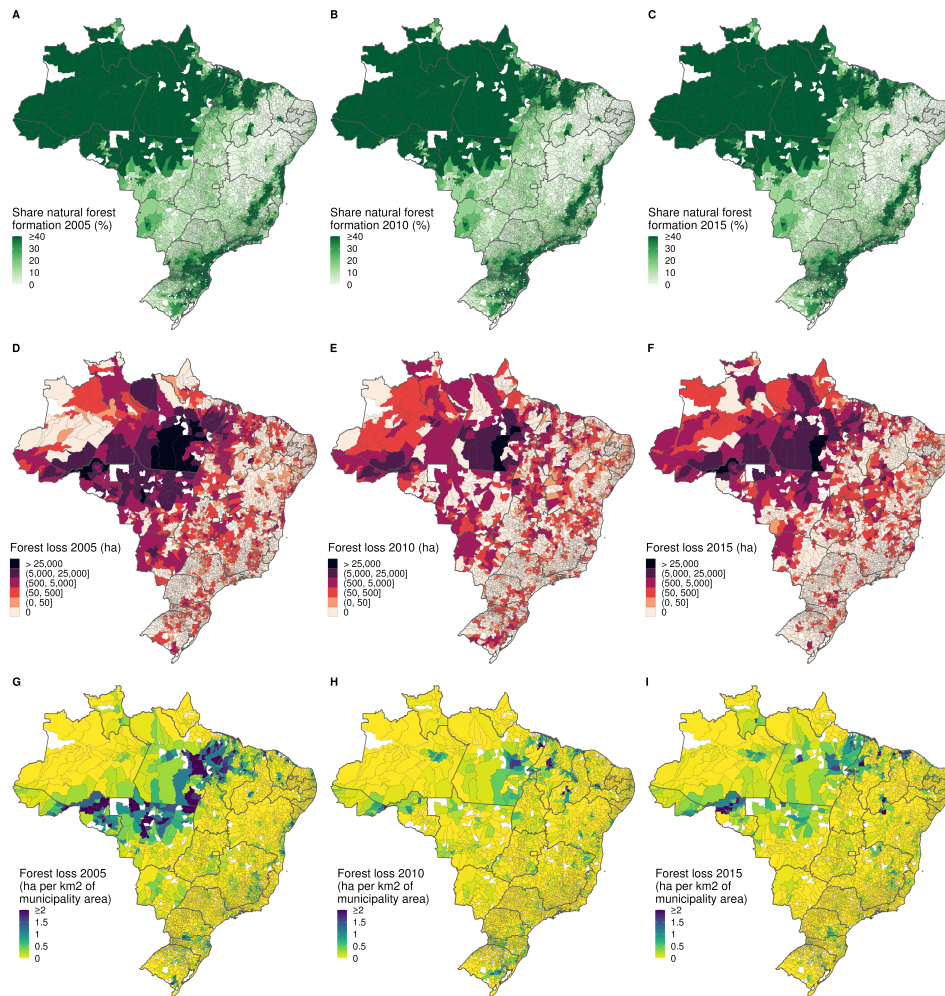 A
B
C
Share natural forest
formation 2005 (%)
≥40
30
20
10
0
Share natural forest
formation 2010 (%)
≥40
30
20
10
0
Share natural forest
formation 2015 (%)
≥40
30
20
10
0
D
E
F
Forest loss 2005 (ha)
> 25,000
(5,000, 25,000]
(500, 5,000]
(50, 500]
(0, 50]
0
Forest loss 2010 (ha)
> 25,000
(5,000, 25,000]
(500, 5,000]
(50, 500]
(0, 50]
0
Forest loss 2015 (ha)
> 25,000
(5,000, 25,000]
(500, 5,000]
(50, 500]
(0, 50]
0
G
H
I
Forest loss 2005
(ha per km2 of
municipality area)
≥2
1.5
1
0.5
0
Forest loss 2010
(ha per km2 of
municipality area)
≥2
1.5
1
0.5
0
Forest loss 2015
(ha per km2 of
municipality area)
≥2
1.5
1
0.5
0